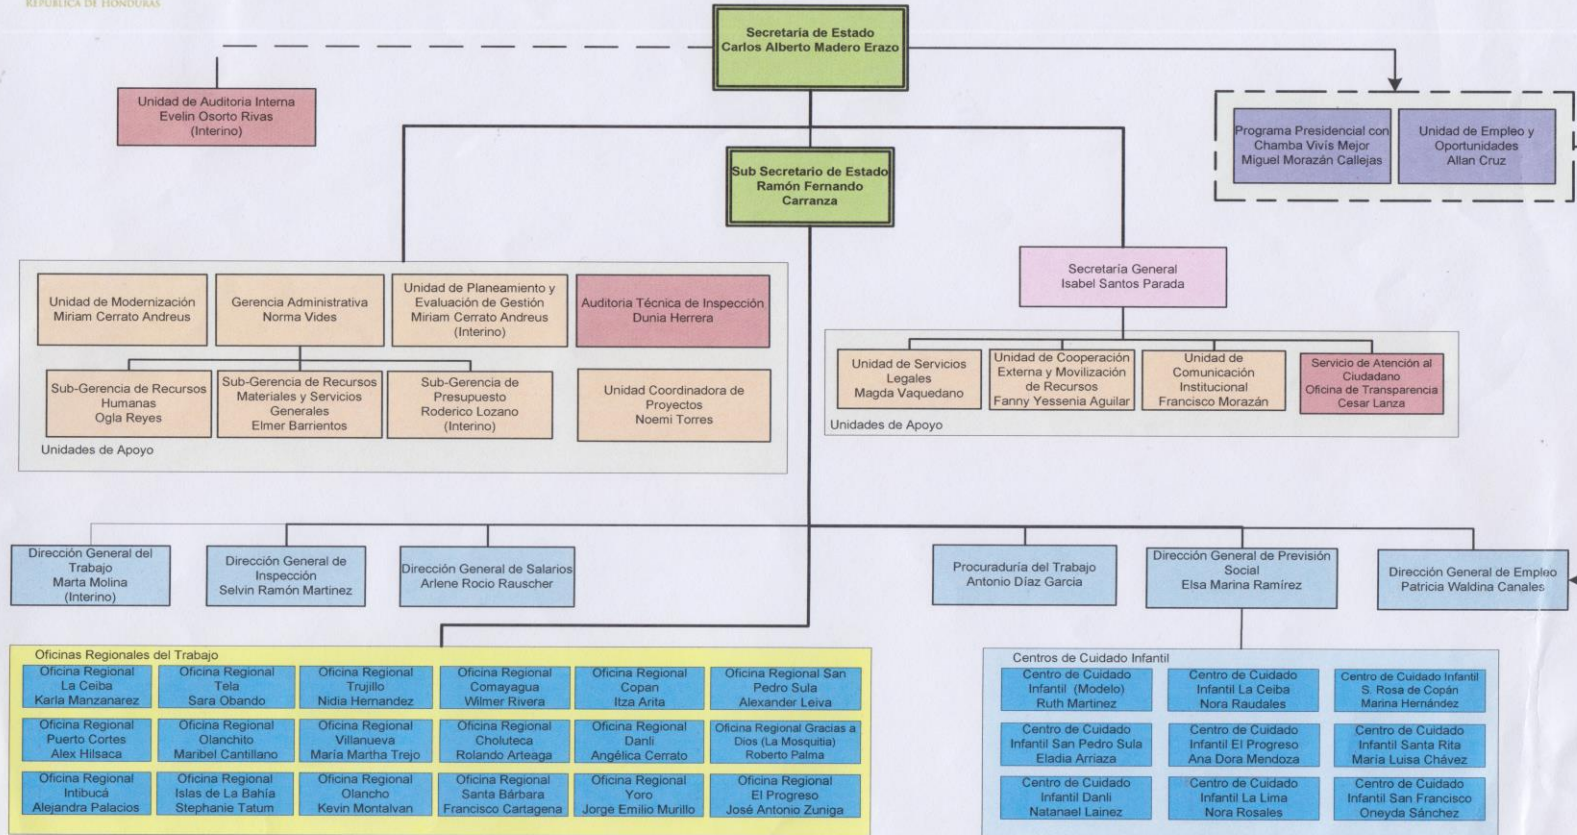 REPÚBLICA DE HONDURAS
Secretaria de Estado
Carlos Alberto Madero Erazo
Unidad de Auditoria Interna
Evelin Osorto Rivas
(Interino)
Programa Presidencial con
Chamba Vivís Mejor
Miguel Morazán Callejas
Unidad de Empleo y
Oportunidades
Allan Cruz
Sub Secretario de Estado
Ramón Fernando
Carranza
Secretaría General
Isabel Santos Parada
Unidad de Modernización
Miriam Cerrato Andreus
Gerencia Administrativa
Norma Vides
Unidad de Planeamiento y
Evaluación de Gestión
Miriam Cerrato Andreus
(Interino)
Auditoria Técnica de Inspección
Dunia Herrera
Sub-Gerencia de Recursos
Humanas
Ogla Reyes
Sub-Gerencia de Recursos
Materiales y Servicios
Generales
Elmer Barrientos
Sub-Gerencia de
Presupuesto
Roderico Lozano
(Interino)
Unidad Coordinadora de
Proyectos
Noemi Torres
Unidades de Apoyo
Unidad de Servicios
Legales
Magda Vaquedano
Unidad de Cooperación
Externa y Movilización
de Recursos
Fanny Yessenia Aguilar
Unidad de
Comunicación
Institucional
Francisco Morazán
Servicio de Atención al
Ciudadano
Oficina de Transparencia
Cesar Lanza
Unidades de Apoyo
Dirección General del
Trabajo
Marta Molina
(Interino)
Dirección General de
Inspección
Selvin Ramón Martinez
Dirección General de Salarios
Arlene Rocio Rauscher
Procuraduría del Trabajo
Antonio Díaz Garcia
Dirección General de Previsión
Social
Elsa Marina Ramírez
Dirección General de Empleo
Patricia Waldina Canales
Oficinas Regionales del Trabajo
Oficina Regional
La Ceiba
Karla Manzanarez
Oficina Regional
Tela
Sara Obando
Oficina Regional
Trujillo
Nidia Hernandez
Oficina Regional
Comayagua
Wilmer Rivera
Oficina Regional
Copan
Itza Arita
Oficina Regional San
Pedro Sula
Alexander Leiva
Oficina Regional
Puerto Cortes
Alex Hilsaca
Oficina Regional
Olanchito
Maribel Cantillano
Oficina Regional
Villanueva
María Martha Trejo
Oficina Regional
Choluteca
Rolando Arteaga
Oficina Regional
Danli
Angélica Cerrato
Oficina Regional Gracias a
Dios (La Mosquitia)
Roberto Palma
Oficina Regional
Intibucá
Alejandra Palacios
Oficina Regional
Islas de La Bahía
Stephanie Tatum
Oficina Regional
Olancho
Kevin Montalvan
Oficina Regional
Santa Bárbara
Francisco Cartagena
Oficina Regional
Yoro
Jorge Emilio Murillo
Oficina Regional
El Progreso
José Antonio Zuniga
Centros de Cuidado Infantil
Centro de Cuidado
Infantil (Modelo)
Ruth Martinez
Centro de Cuidado
Infantil La Ceiba
Nora Raudales
Centro de Cuidado Infantil
S. Rosa de Copán
Marina Hernández
Centro de Cuidado
Infantil San Pedro Sula
Eladia Arriaza
Centro de Cuidado
Infantil El Progreso
Ana Dora Mendoza
Centro de Cuidado
Infantil Santa Rita
María Luisa Chávez
Centro de Cuidado
Infantil Danli
Natanael Lainez
Centro de Cuidado
Infantil La Lima
Nora Rosales
Centro de Cuidado
Infantil San Francisco
Oneyda Sánchez